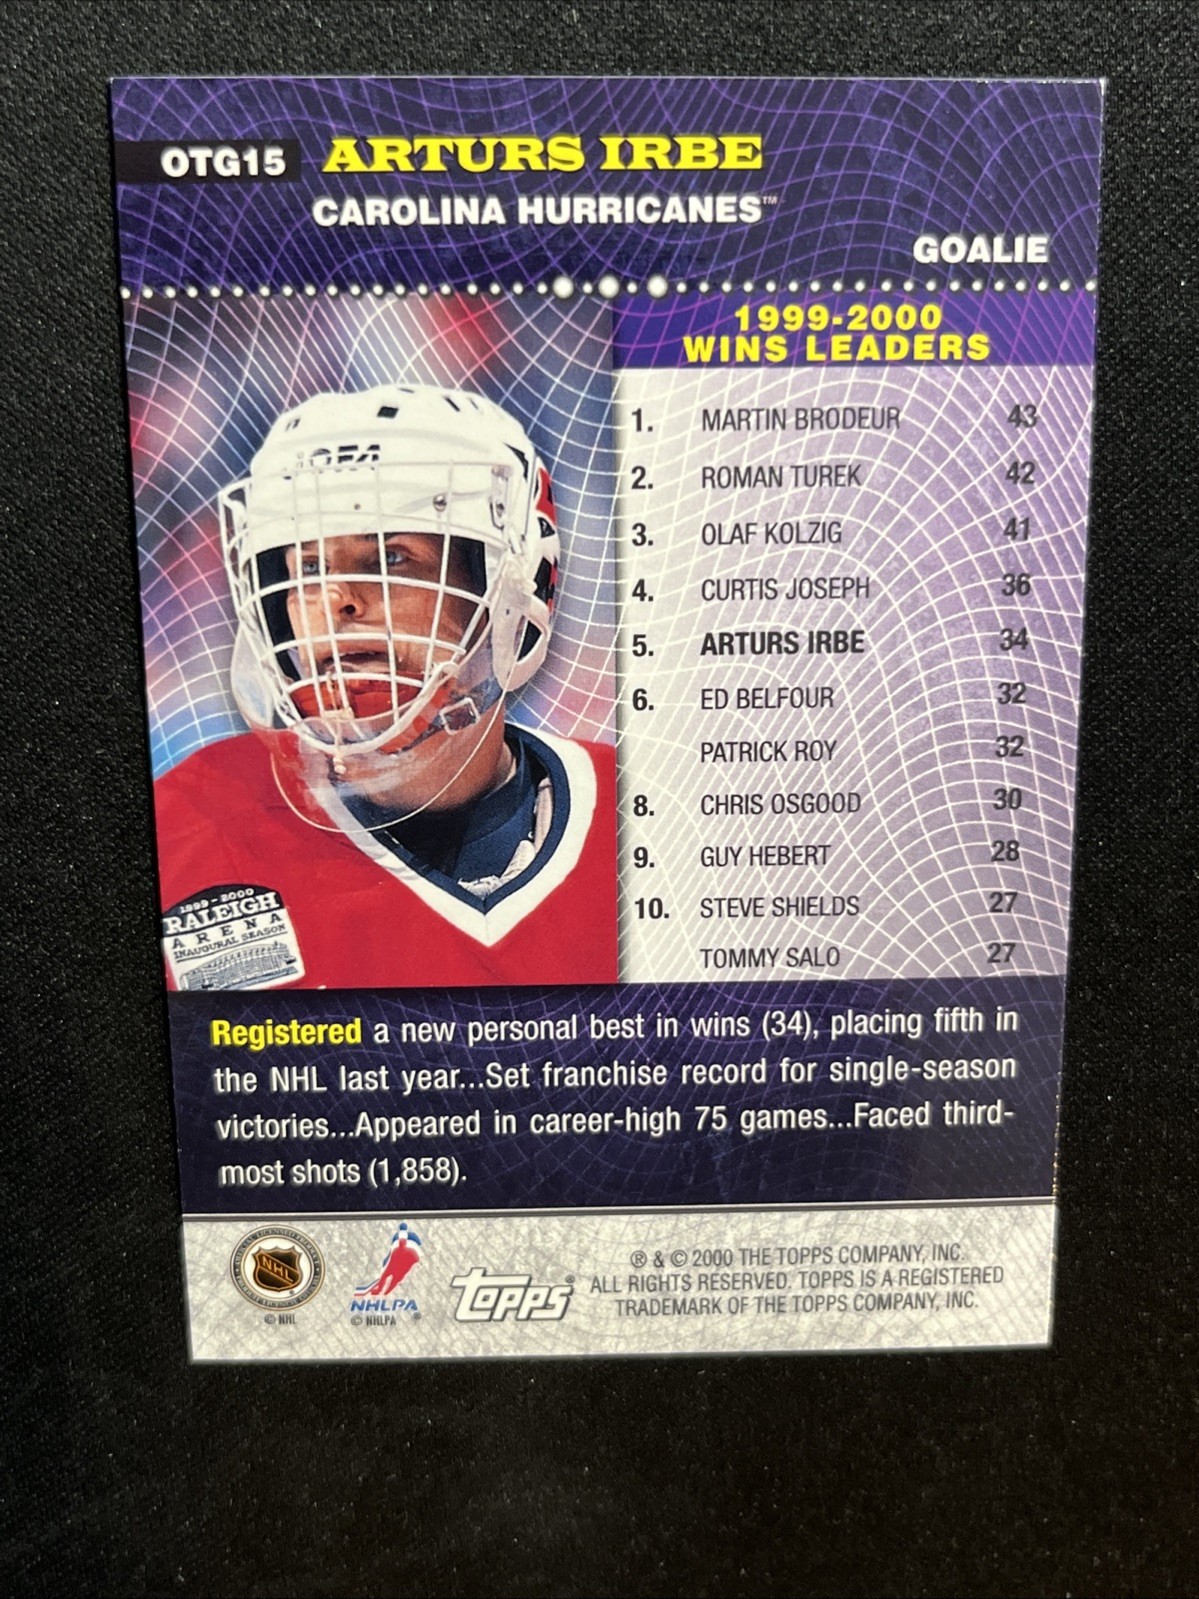 OTG15 ARTURS IRBE
CAROLINA HURRICANES™
GOALIE
1999-2000
WINS LEADERS
1. MARTIN BRODEUR 43
2. ROMAN TUREK 42
3. OLAF KOLZIG 41
4. CURTIS JOSEPH 36
5. ARTURS IRBE 34
6. ED BELFOUR 32
PATRICK ROY 32
8. CHRIS OSGOOD 30
9. GUY HEBERT 28
10. STEVE SHIELDS 27
TOMMY SALO 27
1999-2000
RALEIGH
ARENA
INAUGURAL SEASON
Registered a new personal best in wins (34), placing fifth in
the NHL last year...Set franchise record for single-season
victories...Appeared in career-high 75 games...Faced third-
most shots (1,858).
NHL
© NHL
NHLPA
© NHLPA ®
topps®
® & © 2000 THE TOPPS COMPANY, INC.
ALL RIGHTS RESERVED. TOPPS IS A REGISTERED
TRADEMARK OF THE TOPPS COMPANY, INC.